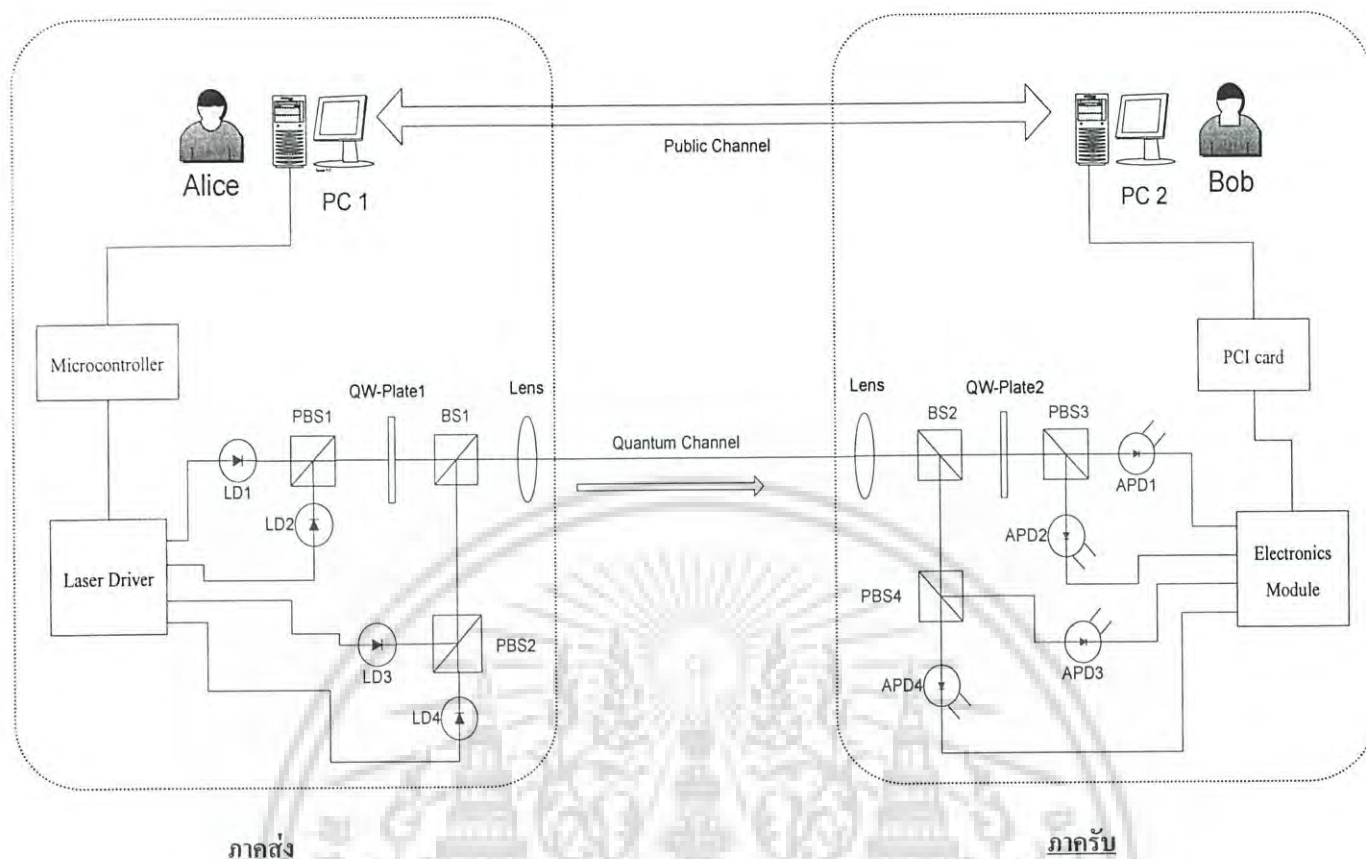 Alice
PC 1
Public Channel
PC 2
Bob
Microcontroller
PCI card
QW-Plate1
Lens
Lens
QW-Plate2
PBS1
BS1
BS2
PBS3
Quantum Channel
LD1
APD1
LD2
APD2
Laser Driver
Electronics
Module
PBS4
PBS2
LD3
APD3
LD4
APD4
ภาคส่ง
ภาครับ